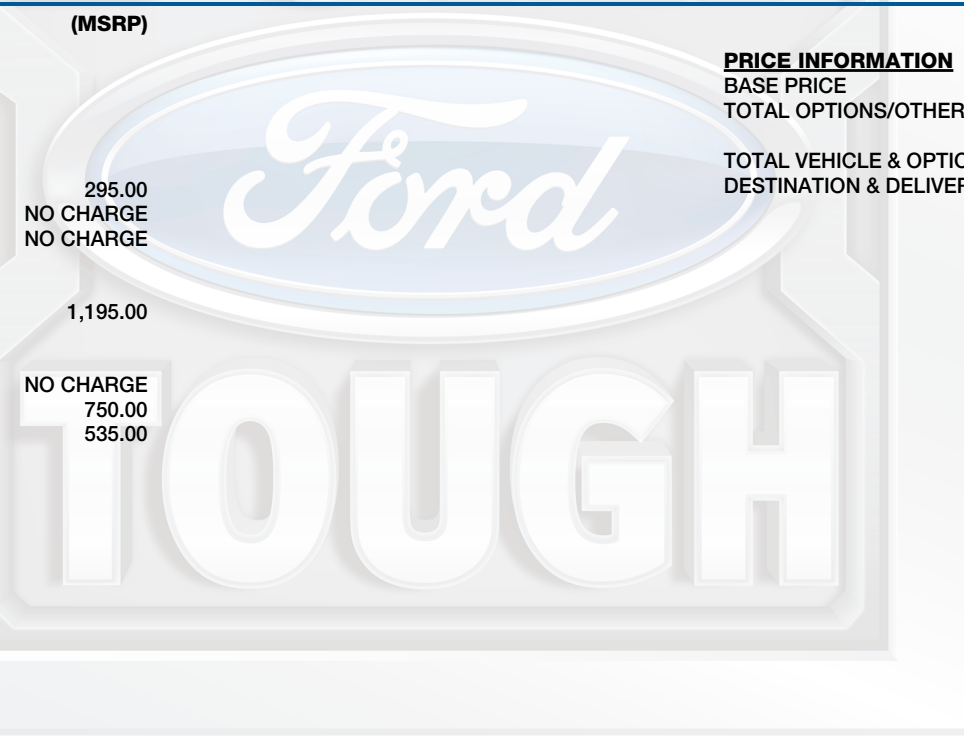 (MSRP)
295.00
NO CHARGE
NO CHARGE
1,195.00
NO CHARGE
750.00
535.00
PRICE INFORMATION
BASE PRICE
TOTAL OPTIONS/OTHER
TOTAL VEHICLE & OPTIO
DESTINATION & DELIVER
Ford
TOUGH